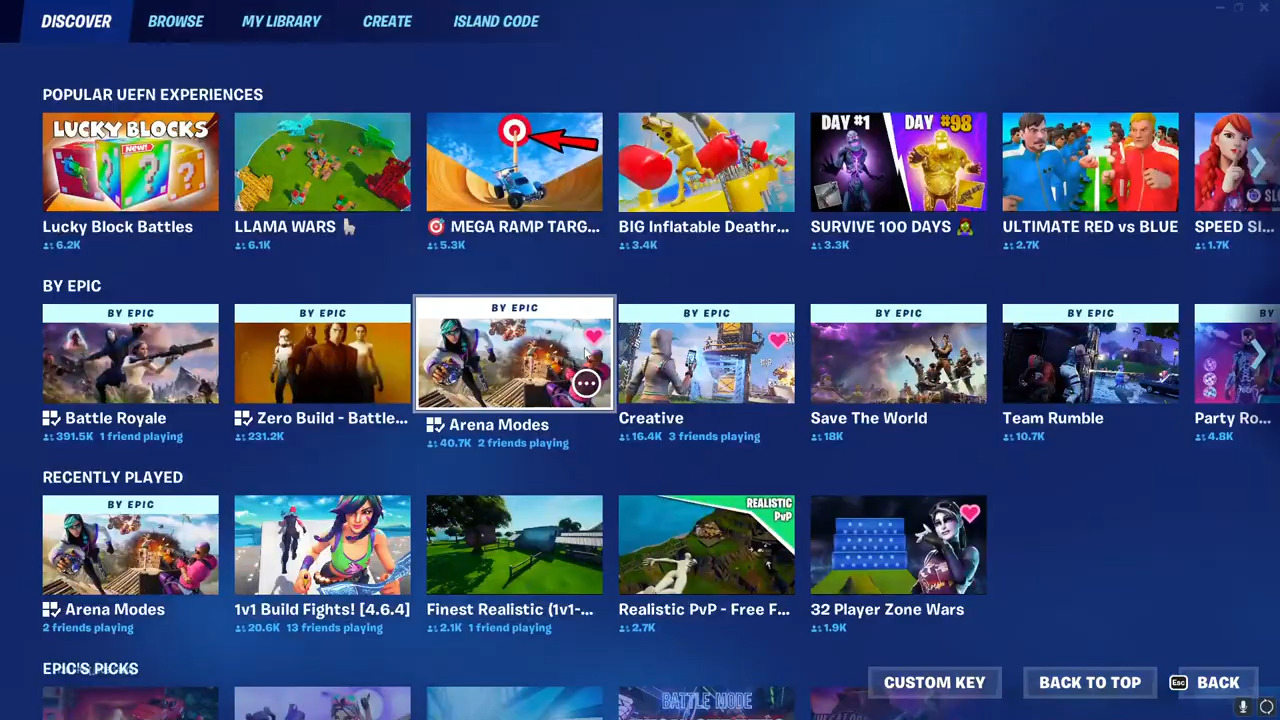 DISCOVER BROWSE MY LIBRARY CREATE ISLAND CODE
POPULAR UEFN EXPERIENCES
LUCKY BLOCKS
New!
DAY #1 DAY #98
Lucky Block Battles LLAMA WARS 🦙 🎯 MEGA RAMP TARG... BIG Inflatable Deathr... SURVIVE 100 DAYS 🧟 ULTIMATE RED vs BLUE SPEED SI...
6.2K 6.1K 5.3K 3.4K 3.3K 2.7K 1.7K
BY EPIC
BY EPIC BY EPIC BY EPIC BY EPIC BY EPIC BY EPIC BY
Battle Royale Zero Build - Battle... Arena Modes Creative Save The World Team Rumble Party Ro...
391.5K 1 friend playing 231.2K 40.7K 2 friends playing 16.4K 3 friends playing 18K 10.7K 4.8K
RECENTLY PLAYED
BY EPIC
REALISTIC
PvP
Arena Modes 1v1 Build Fights! [4.6.4] Finest Realistic (1v1-... Realistic PvP - Free F... 32 Player Zone Wars
2 friends playing 20.6K 13 friends playing 2.1K 1 friend playing 2.7K 1.9K
EPIC'S PICKS
BATTLE MODE
CUSTOM KEY BACK TO TOP Esc BACK